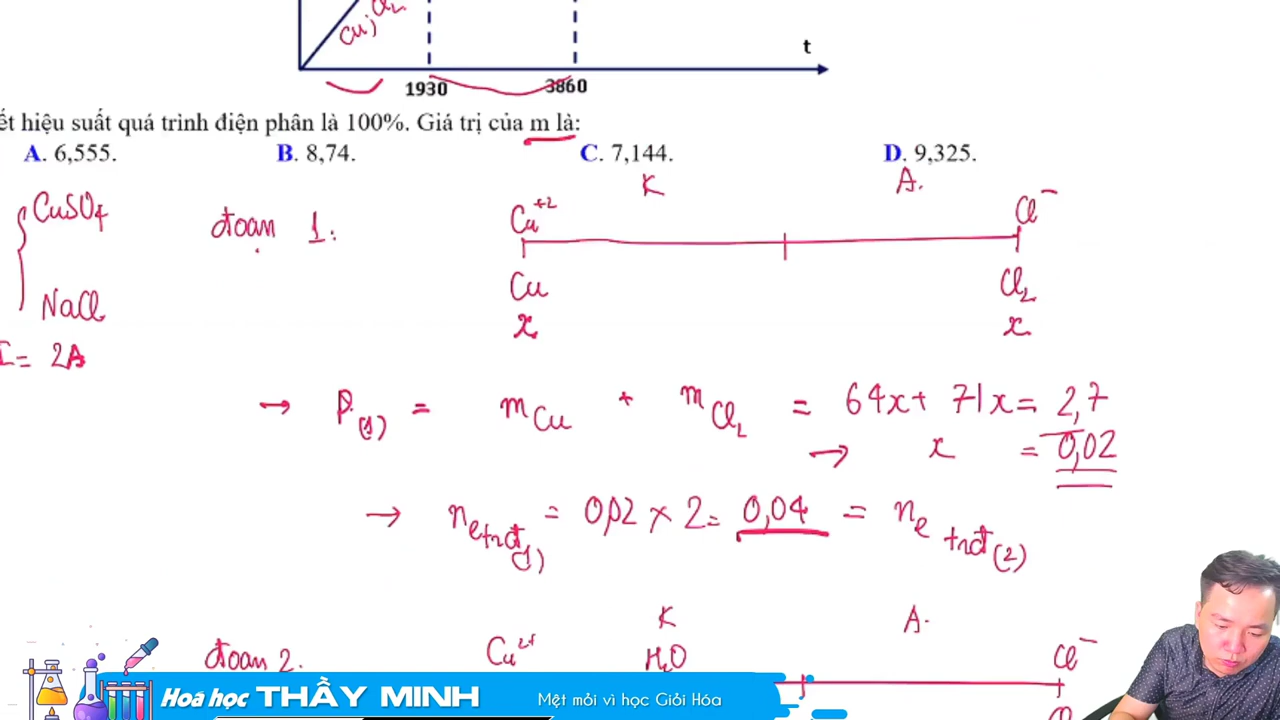 Cu, Cl2
t
1930 3860
ết hiệu suất quá trình điện phân là 100%. Giá trị của m là:
A. 6,555. B. 8,74. C. 7,144. D. 9,325.
K A.
CuSO4
NaCl
I = 2A
đoạn 1:
Cu+2 Cl−
Cu Cl2
x x
→ P(1) = mCu + mCl2 = 64x + 71x = 2,7
→ x = 0,02
→ ne trđ(1) = 0,02 × 2 = 0,04 = ne trđ(2)
K A.
đoạn 2. Cu2+ H2O Cl−
Hoá học THẦY MINH Mệt mỏi vì học Giỏi Hóa